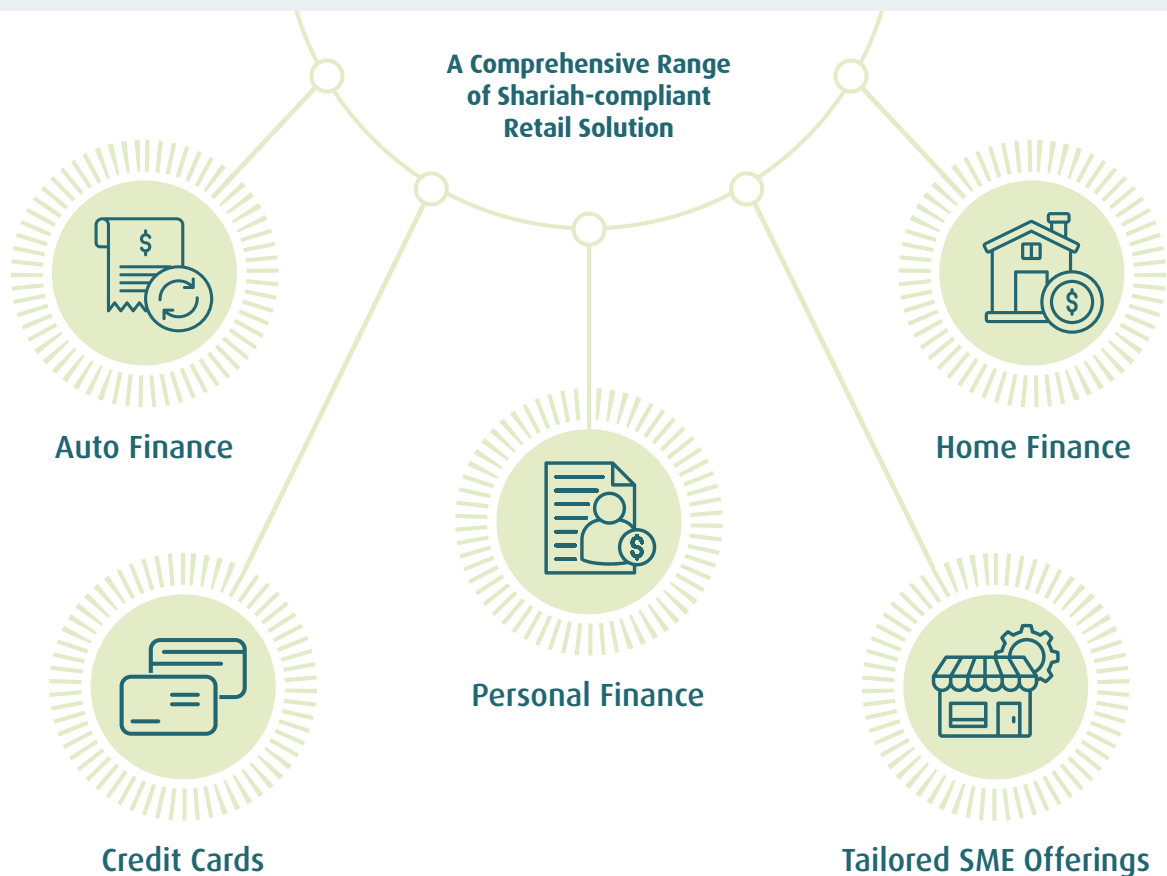 A Comprehensive Range
of Shariah-compliant
Retail Solution
Auto Finance
Home Finance
Personal Finance
Credit Cards
Tailored SME Offerings